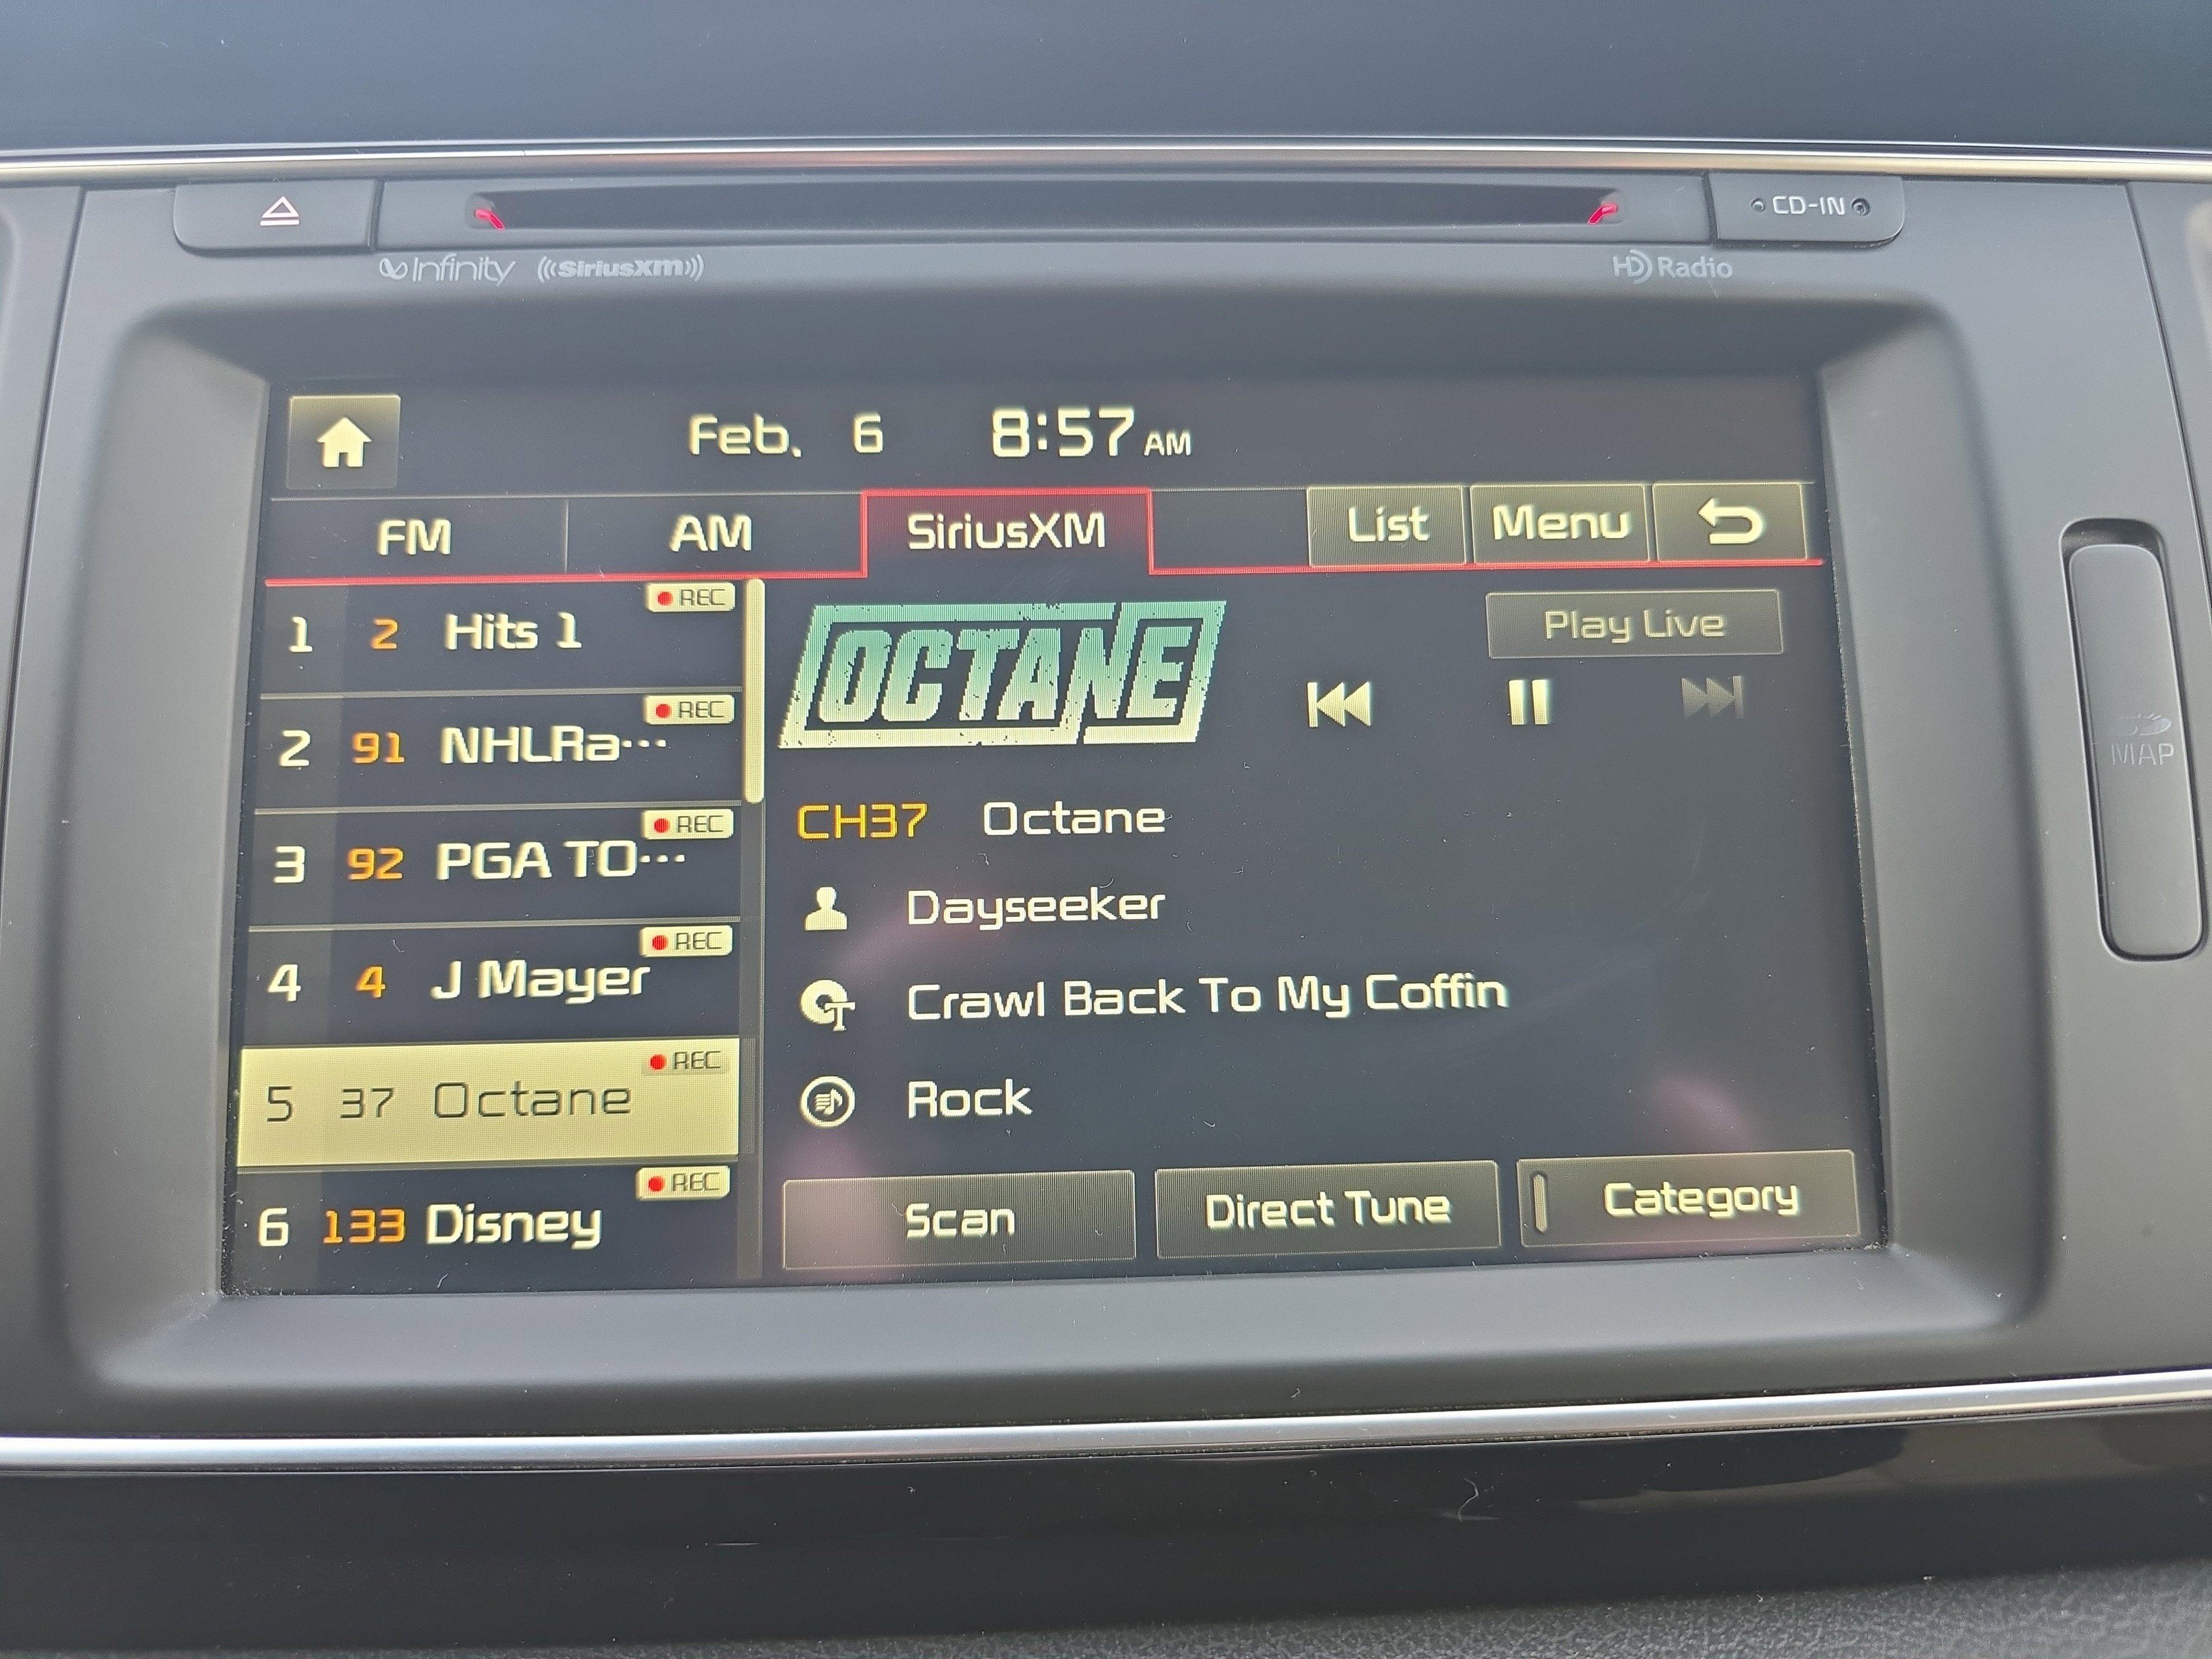 CD-IN
Infinity SiriusXM HD Radio
Feb. 6 8:57 AM
FM AM SiriusXM List Menu
1 2 Hits 1 REC
2 91 NHLRa··· REC
3 92 PGA TO··· REC
4 4 J Mayer REC
5 37 Octane REC
6 133 Disney REC
OCTANE
Play Live
CH37 Octane
Dayseeker
Crawl Back To My Coffin
Rock
Scan Direct Tune Category
MAP